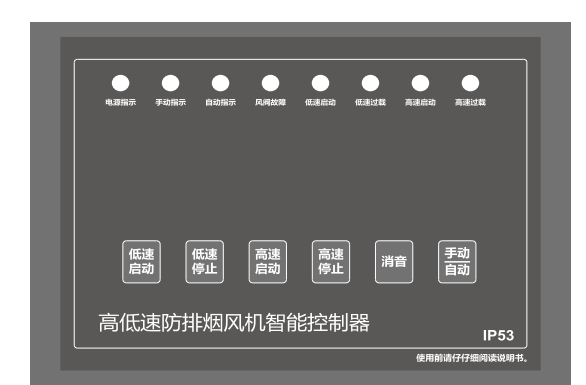 电源指示 手动指示 自动指示 风阀故障 低速启动 低速过载 高速启动 高速过载
低速 低速 高速 高速 消音 手动
启动 停止 启动 停止 自动
高低速防排烟风机智能控制器
IP53
使用前请仔仔细阅读说明书。